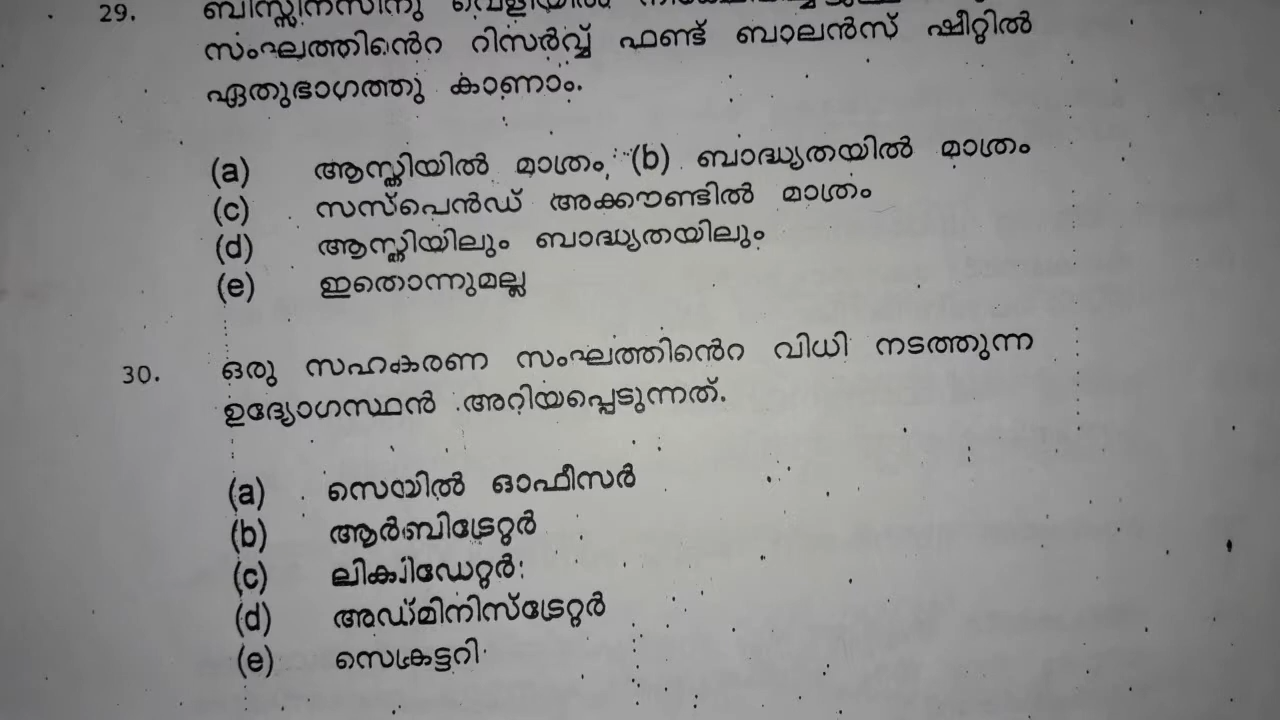 29. ബിസ്സിനസിനു വെളിയിൽ
സംഘത്തിൻെറ റിസർവ്വ് ഫണ്ട് ബാലൻസ് ഷീറ്റിൽ
ഏതുഭാഗത്തു കാണാം.
(a) ആസ്തിയിൽ മാത്രം, (b) ബാദ്ധ്യതയിൽ മാത്രം
(c) സസ്പെൻഡ് അക്കൗണ്ടിൽ മാത്രം
(d) ആസ്തിയിലും ബാദ്ധ്യതയിലും
(e) ഇതൊന്നുമല്ല
30. ഒരു സഹകരണ സംഘത്തിൻെറ വിധി നടത്തുന്ന
ഉദ്യോഗസ്ഥൻ അറിയപ്പെടുന്നത്.
(a) സെയിൽ ഓഫീസർ
(b) ആർബിട്രേറ്റർ
(c) ലിക്വിഡേറ്റർ
(d) അഡ്മിനിസ്ട്രേറ്റർ
(e) സെക്രട്ടറി